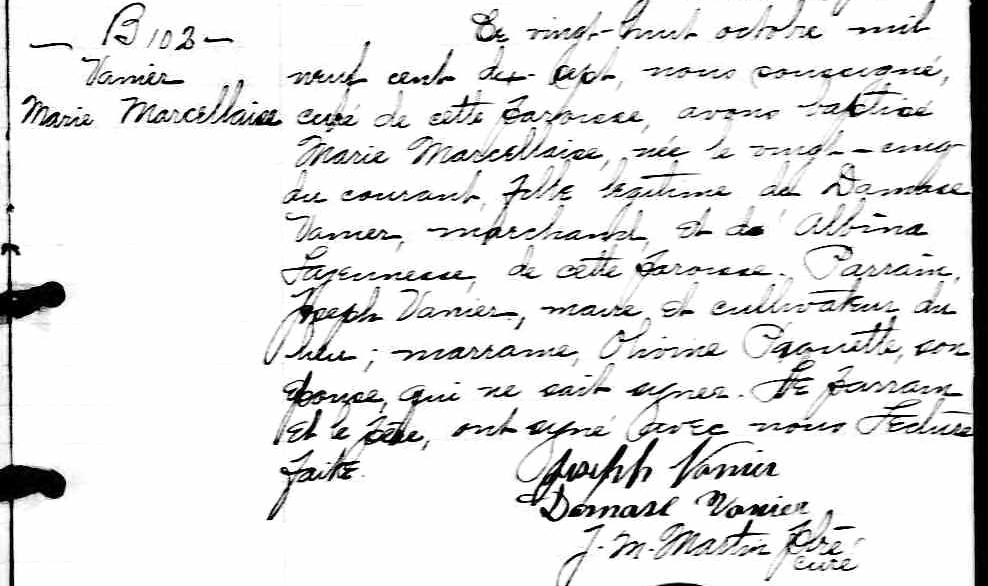 — B 103 —
Vanier
Marie Marcellaise
Le vingt-huit octobre mil
neuf cent dix-sept, nous soussigné,
curé de cette paroisse, avons baptisé
Marie Marcellaise, née le vingt-cinq
du courant, fille légitime de Damase
Vanier, marchand, et de Albina
Lajeunesse, de cette paroisse. Parrain,
Joseph Vanier, maire et cultivateur du
lieu; marraine, Olivine Paquette, son
épouse, qui ne sait signer. Le parrain
et le père, ont signé avec nous Lecture
faite.
Joseph Vanier
Damase Vanier
J. M. Martin ptre
curé